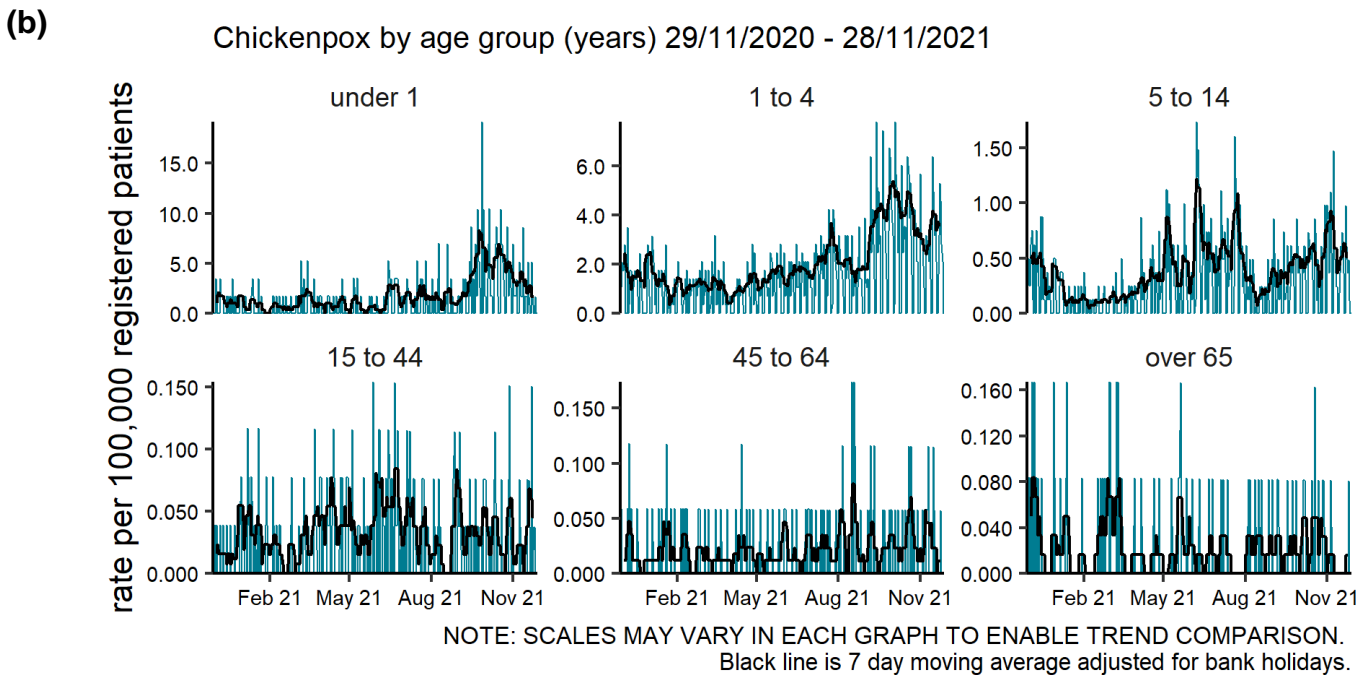 (b)
Chickenpox by age group (years) 29/11/2020 - 28/11/2021
rate per 100,000 registered patients
under 1
15.0
10.0
5.0
0.0
1 to 4
6.0
4.0
2.0
0.0
5 to 14
1.50
1.00
0.50
0.00
15 to 44
0.150
0.100
0.050
0.000
Feb 21 May 21 Aug 21 Nov 21
45 to 64
0.150
0.100
0.050
0.000
Feb 21 May 21 Aug 21 Nov 21
over 65
0.160
0.120
0.080
0.040
0.000
Feb 21 May 21 Aug 21 Nov 21
NOTE: SCALES MAY VARY IN EACH GRAPH TO ENABLE TREND COMPARISON.
Black line is 7 day moving average adjusted for bank holidays.